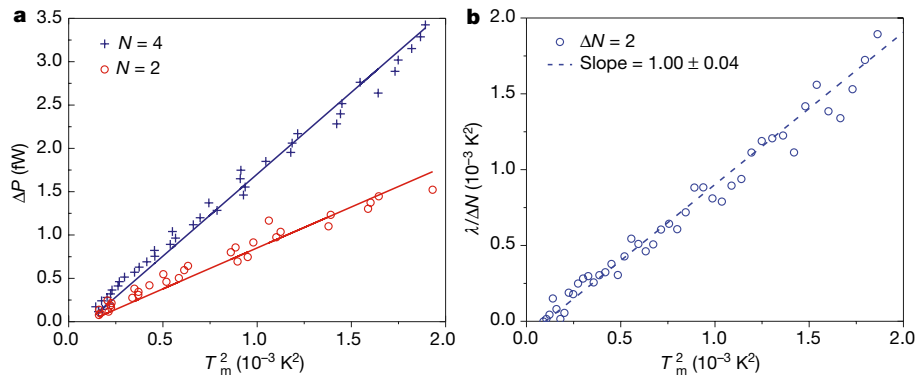 a
+ N = 4
○ N = 2
ΔP (fW)
3.5
3.0
2.5
2.0
1.5
1.0
0.5
0.0
0.0 0.5 1.0 1.5 2.0
T²ₘ (10⁻³ K²)
b
○ ΔN = 2
--- Slope = 1.00 ± 0.04
λ/ΔN (10⁻³ K²)
2.0
1.5
1.0
0.5
0.0
0.0 0.5 1.0 1.5 2.0
T²ₘ (10⁻³ K²)